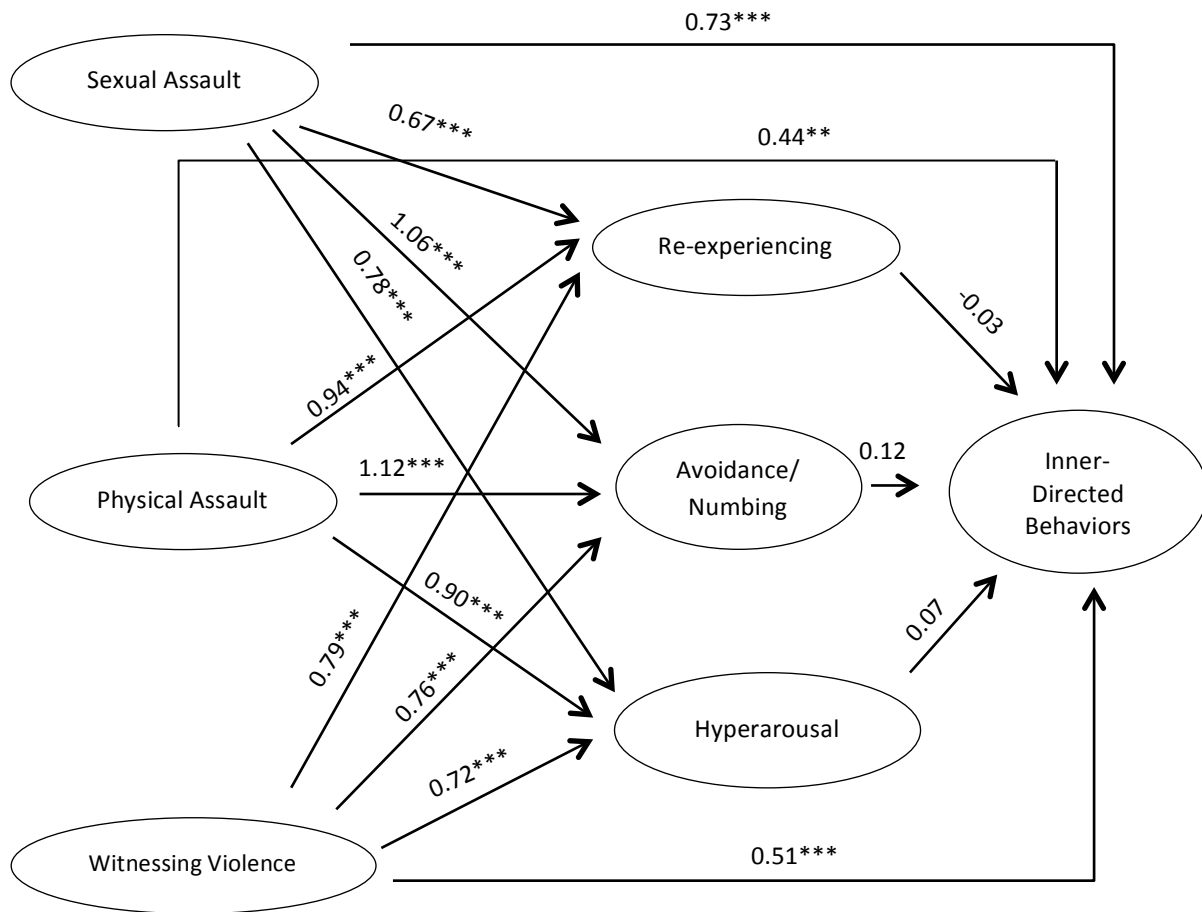 0.73***
Sexual Assault
0.67***
0.44**
1.06***
Re-experiencing
0.78***
-0.03
0.94***
Avoidance/
Numbing
0.12
Inner-
Directed
Behaviors
1.12***
Physical Assault
0.90***
0.79***
0.76***
0.07
Hyperarousal
0.72***
Witnessing Violence
0.51***